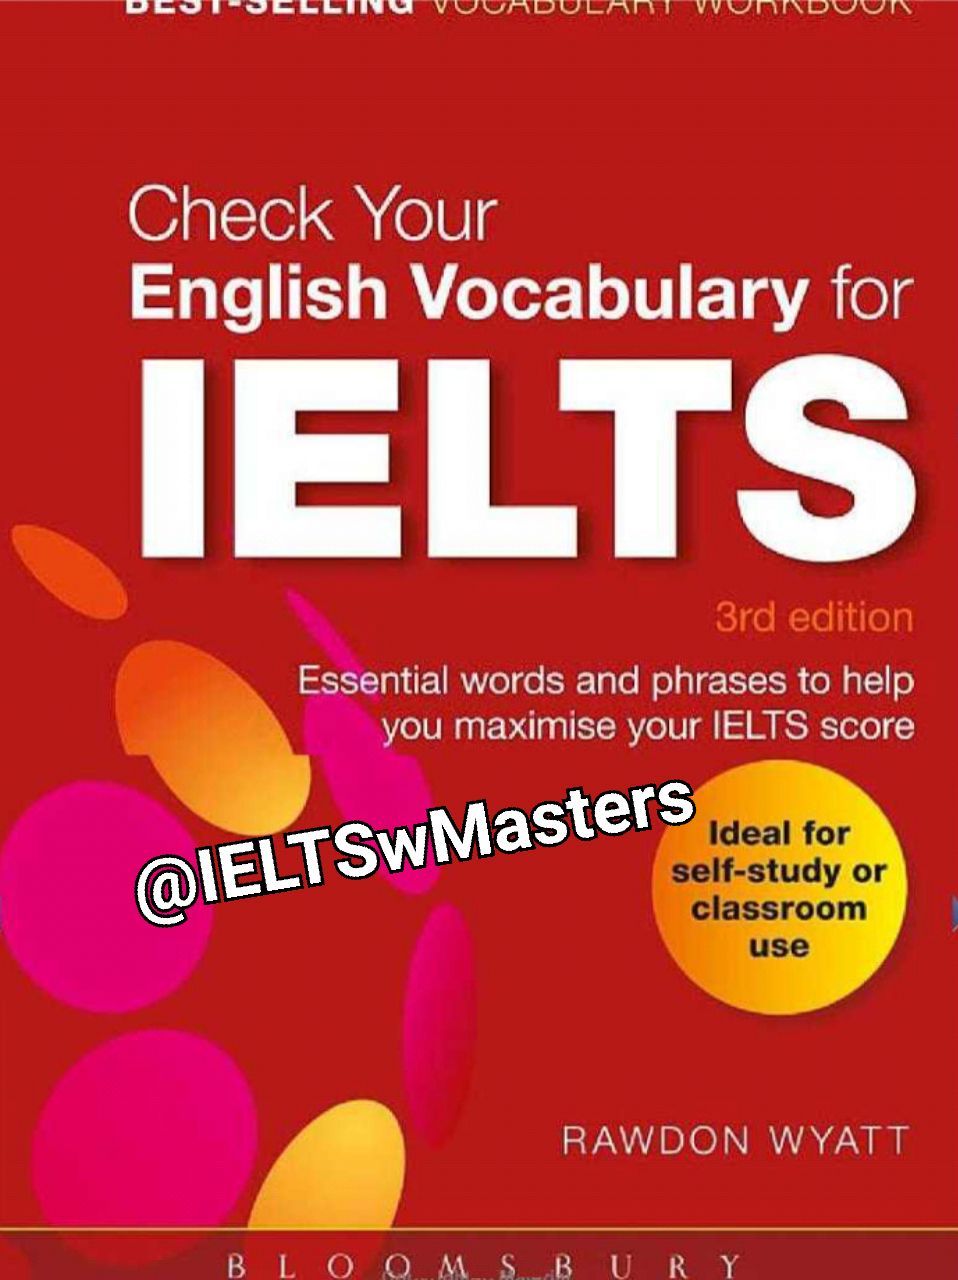 BEST-SELLING VOCABULARY WORKBOOK
Check Your
English Vocabulary for
IELTS
3rd edition
Essential words and phrases to help
you maximise your IELTS score
@IELTSwMasters
Ideal for
self-study or
classroom
use
RAWDON WYATT
BLOOMSBURY